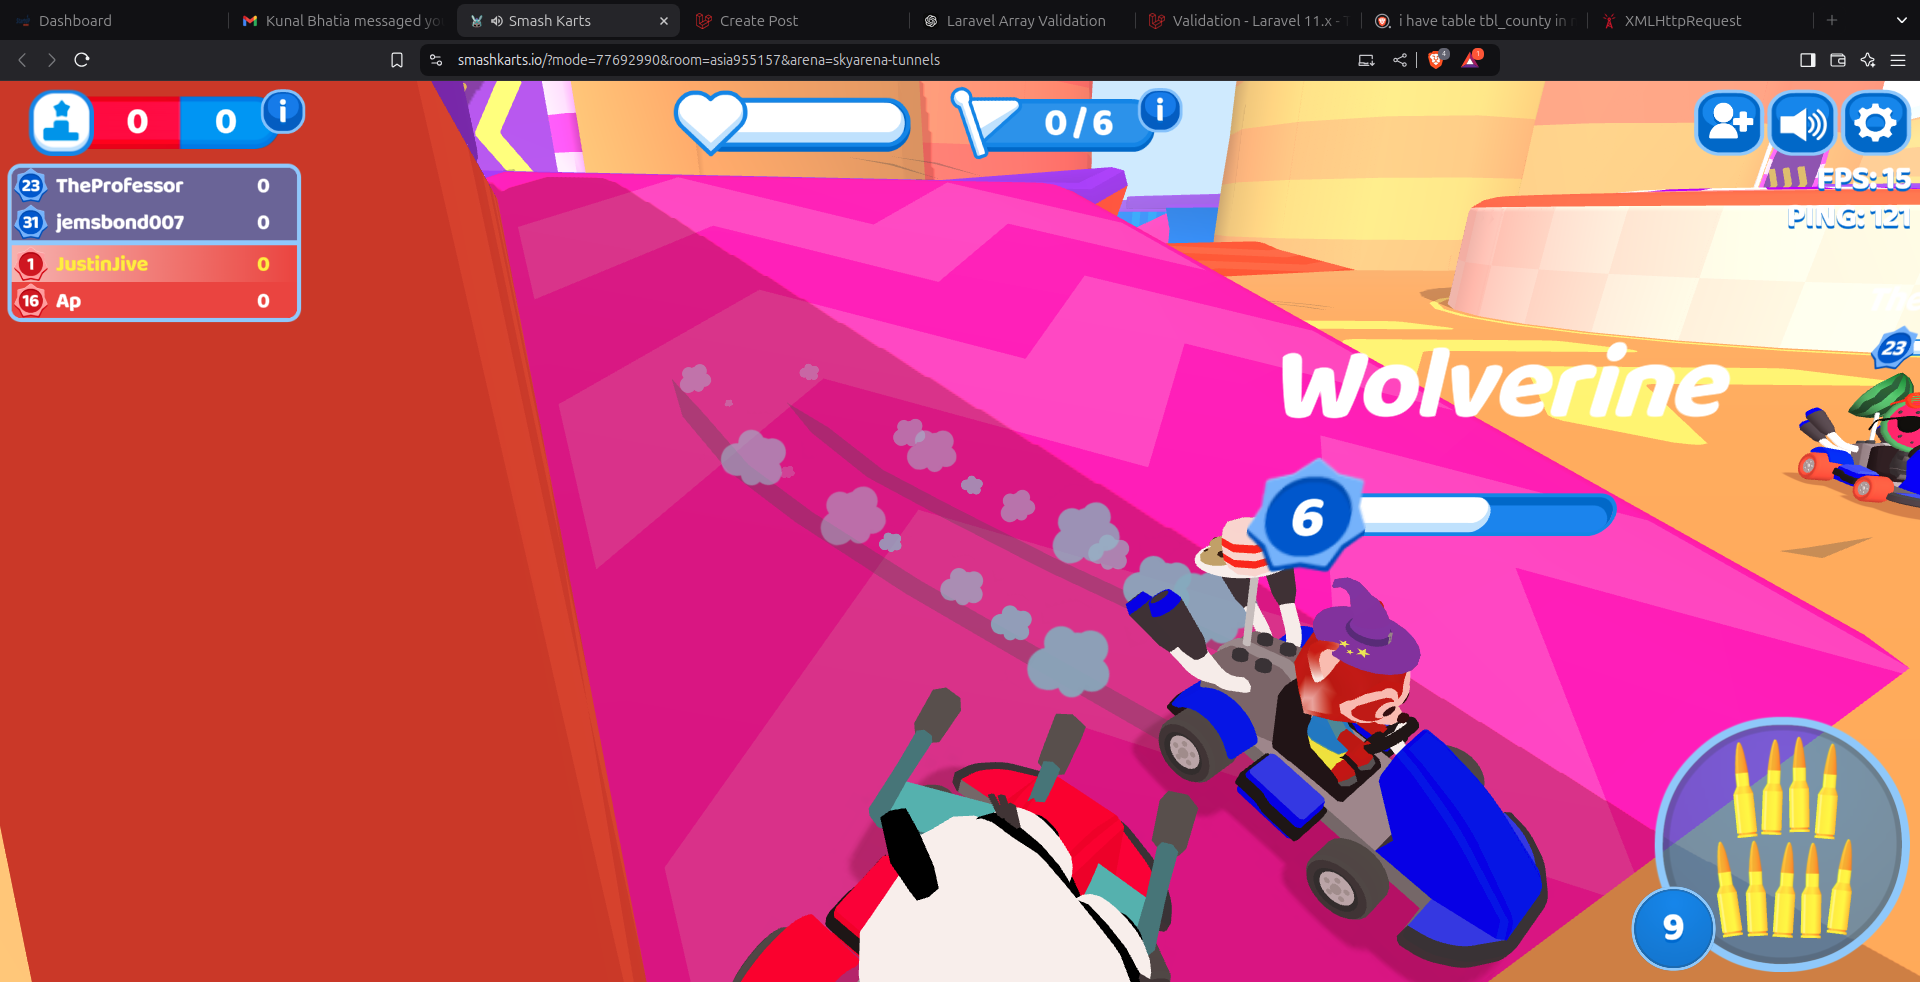 Dashboard
Kunal Bhatia messaged yo
Smash Karts
Create Post
Laravel Array Validation
Validation - Laravel 11.x - T
i have table tbl_county in m
XMLHttpRequest
smashkarts.io/?mode=77692990&room=asia955157&arena=skyarena-tunnels
4
1
0
0
i
0/6
i
23 TheProfessor 0
31 jemsbond007 0
1 JustinJive 0
16 Ap 0
FPS: 15
PING: 121
23
Wolverine
6
9